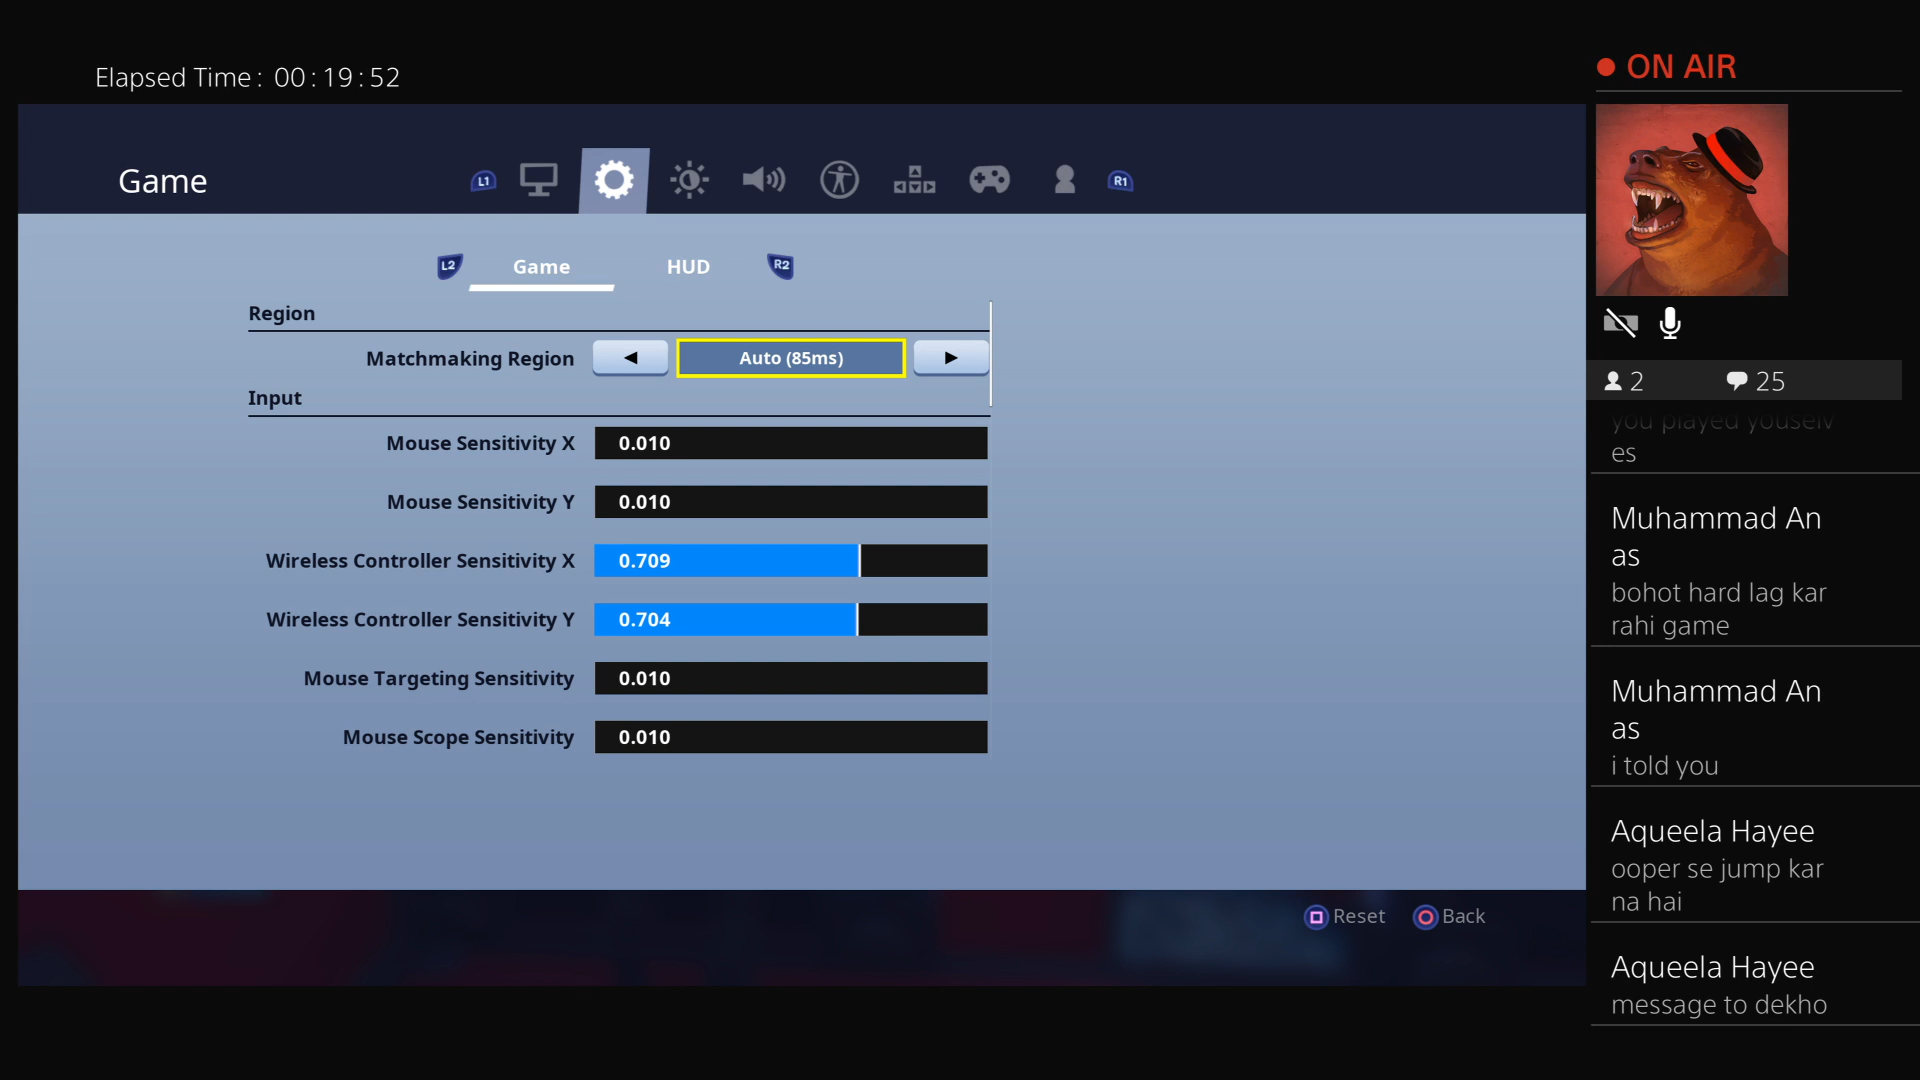 Elapsed Time : 00 : 19 : 52
ON AIR
Game
L1
R1
L2
Game
HUD
R2
Region
Matchmaking Region
Auto (85ms)
Input
Mouse Sensitivity X
0.010
Mouse Sensitivity Y
0.010
Wireless Controller Sensitivity X
0.709
Wireless Controller Sensitivity Y
0.704
Mouse Targeting Sensitivity
0.010
Mouse Scope Sensitivity
0.010
Reset
Back
2
25
you played youselv
es
Muhammad An
as
bohot hard lag kar
rahi game
Muhammad An
as
i told you
Aqueela Hayee
ooper se jump kar
na hai
Aqueela Hayee
message to dekho